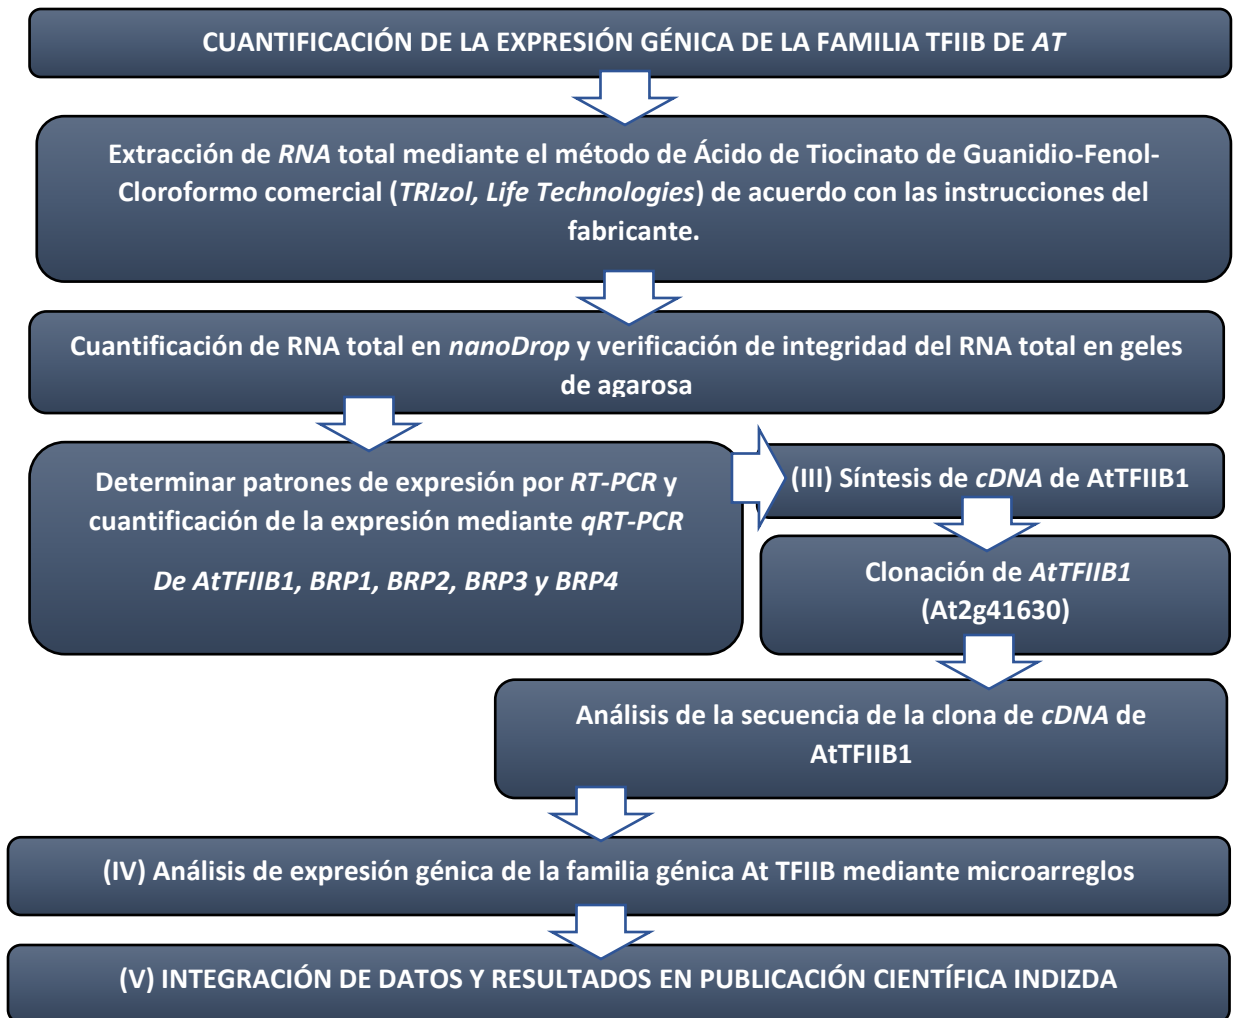 CUANTIFICACIÓN DE LA EXPRESIÓN GÉNICA DE LA FAMILIA TFIIB DE AT
Extracción de RNA total mediante el método de Ácido de Tiocinato de Guanidio-Fenol-
Cloroformo comercial (TRIzol, Life Technologies) de acuerdo con las instrucciones del
fabricante.
Cuantificación de RNA total en nanoDrop y verificación de integridad del RNA total en geles
de agarosa
Determinar patrones de expresión por RT-PCR y
cuantificación de la expresión mediante qRT-PCR
De AtTFIIB1, BRP1, BRP2, BRP3 y BRP4
(III) Síntesis de cDNA de AtTFIIB1
Clonación de AtTFIIB1
(At2g41630)
Análisis de la secuencia de la clona de cDNA de
AtTFIIB1
(IV) Análisis de expresión génica de la familia génica At TFIIB mediante microarreglos
(V) INTEGRACIÓN DE DATOS Y RESULTADOS EN PUBLICACIÓN CIENTÍFICA INDIZDA